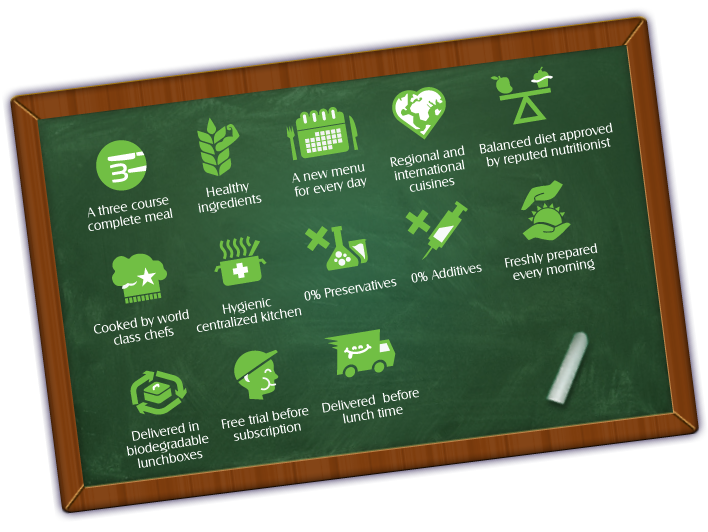 A three course
complete meal
Healthy
ingredients
A new menu
for every day
Regional and
international
cuisines
Balanced diet approved
by reputed nutritionist
Cooked by world
class chefs
Hygienic
centralized kitchen
0% Preservatives
0% Additives
Freshly prepared
every morning
Delivered in
biodegradable
lunchboxes
Free trial before
subscription
Delivered before
lunch time